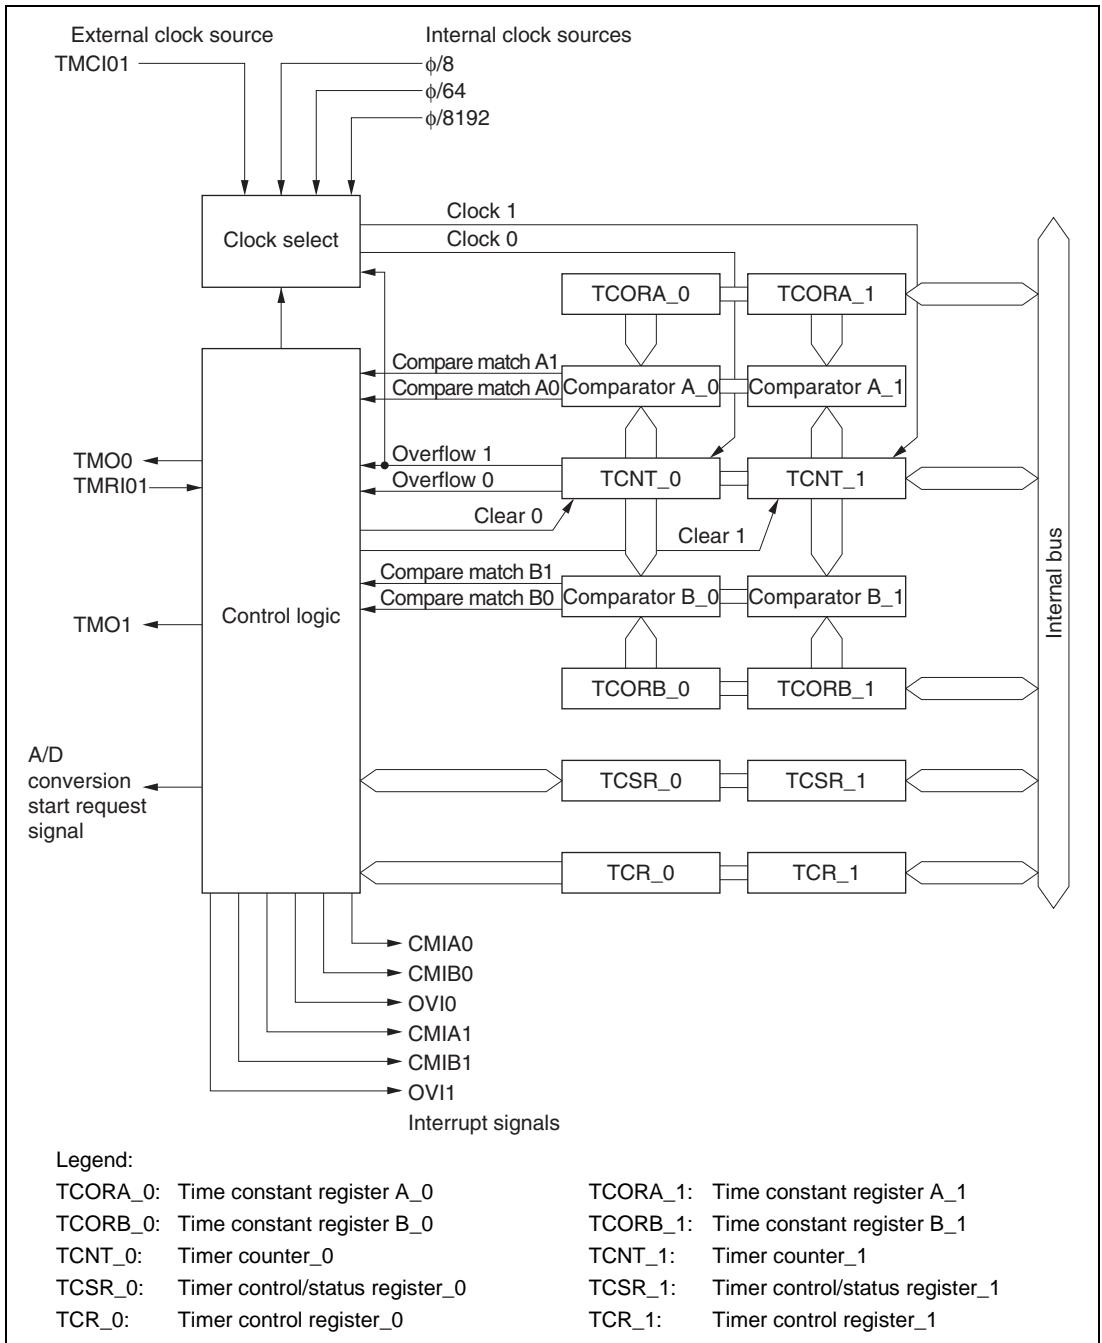 External clock source
Internal clock sources
TMCI01
ϕ/8
ϕ/64
ϕ/8192
Clock select
Clock 1
Clock 0
TCORA_0
TCORA_1
Compare match A1
Compare match A0
Comparator A_0
Comparator A_1
TMO0
TMRI01
Overflow 1
Overflow 0
TCNT_0
TCNT_1
Clear 0
Clear 1
Internal bus
Compare match B1
Compare match B0
Comparator B_0
Comparator B_1
Control logic
TMO1
TCORB_0
TCORB_1
A/D
conversion
start request
signal
TCSR_0
TCSR_1
TCR_0
TCR_1
CMIA0
CMIB0
OVI0
CMIA1
CMIB1
OVI1
Interrupt signals
Legend:
TCORA_0: Time constant register A_0
TCORA_1: Time constant register A_1
TCORB_0: Time constant register B_0
TCORB_1: Time constant register B_1
TCNT_0: Timer counter_0
TCNT_1: Timer counter_1
TCSR_0: Timer control/status register_0
TCSR_1: Timer control/status register_1
TCR_0: Timer control register_0
TCR_1: Timer control register_1